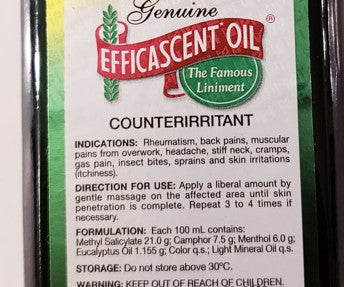 Genuine
EFFICASCENT OIL ®
The Famous
Liniment
COUNTERIRRITANT
INDICATIONS: Rheumatism, back pains, muscular
pains from overwork, headache, stiff neck, cramps,
gas pain, insect bites, sprains and skin irritations
(itchiness).
DIRECTION FOR USE: Apply a liberal amount by
gentle massage on the affected area until skin
penetration is complete. Repeat 3 to 4 times if
necessary.
FORMULATION: Each 100 mL contains:
Methyl Salicylate 21.0 g; Camphor 7.5 g; Menthol 6.0 g;
Eucalyptus Oil 1.155 g; Color q.s.; Light Mineral Oil q.s.
STORAGE: Do not store above 30ºC.
WARNING: KEEP OUT OF REACH OF CHILDREN.